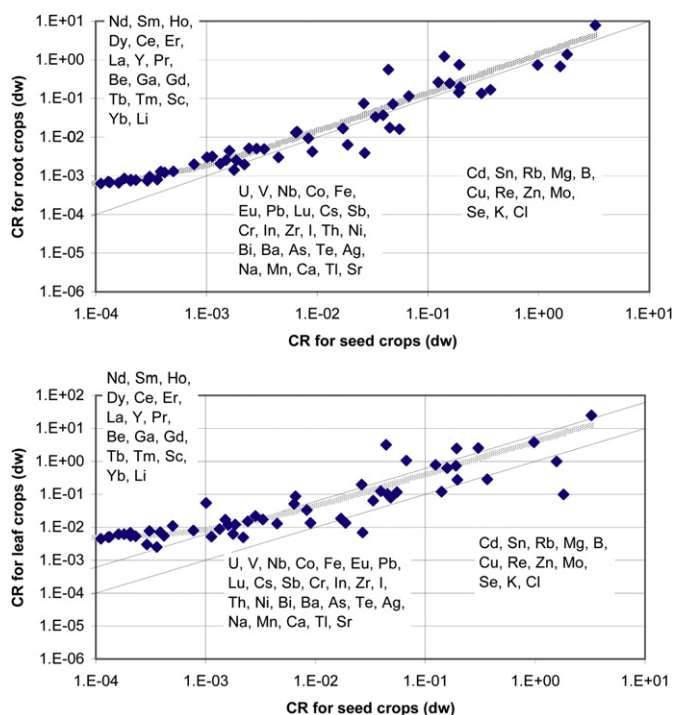 1.E+01
1.E+00
1.E-01
1.E-02
1.E-03
1.E-04
1.E-05
1.E-06
CR for root crops (dw)
Nd, Sm, Ho,
Dy, Ce, Er,
La, Y, Pr,
Be, Ga, Gd,
Tb, Tm, Sc,
Yb, Li
U, V, Nb, Co, Fe,
Eu, Pb, Lu, Cs, Sb,
Cr, In, Zr, I, Th, Ni,
Bi, Ba, As, Te, Ag,
Na, Mn, Ca, Tl, Sr
Cd, Sn, Rb, Mg, B,
Cu, Re, Zn, Mo,
Se, K, Cl
1.E-04 1.E-03 1.E-02 1.E-01 1.E+00 1.E+01
CR for seed crops (dw)
1.E+02
1.E+01
1.E+00
1.E-01
1.E-02
1.E-03
1.E-04
1.E-05
1.E-06
CR for leaf crops (dw)
Nd, Sm, Ho,
Dy, Ce, Er,
La, Y, Pr,
Be, Ga, Gd,
Tb, Tm, Sc,
Yb, Li
U, V, Nb, Co, Fe, Eu, Pb,
Lu, Cs, Sb, Cr, In, Zr, I,
Th, Ni, Bi, Ba, As, Te, Ag,
Na, Mn, Ca, Tl, Sr
Cd, Sn, Rb, Mg, B,
Cu, Re, Zn, Mo,
Se, K, Cl
1.E-04 1.E-03 1.E-02 1.E-01 1.E+00 1.E+01
CR for seed crops (dw)